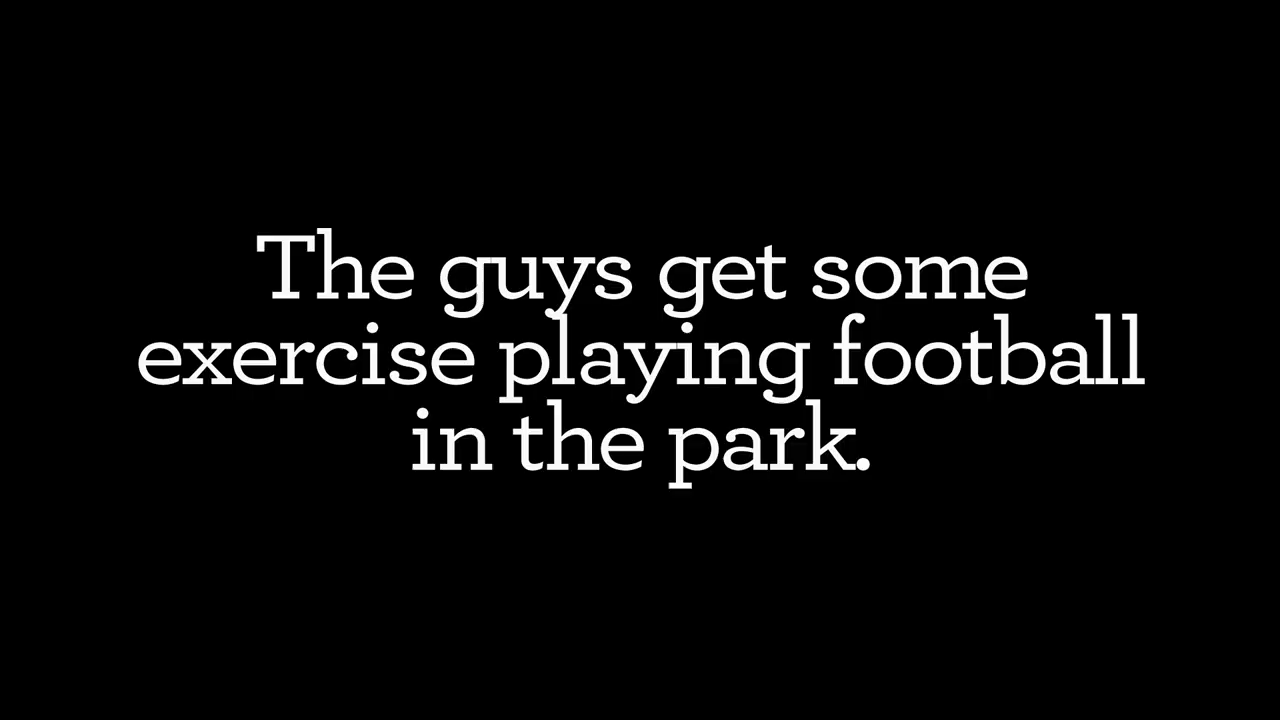 The guys get some
exercise playing football
in the park.